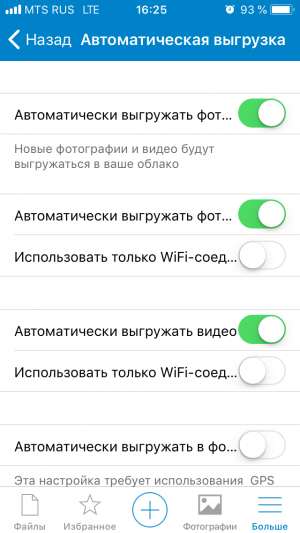 MTS RUS LTE 16:25 93 %
Назад Автоматическая выгрузка
Автоматически выгружать фот...
Новые фотографии и видео будут
выгружаться в ваше облако
Автоматически выгружать фот...
Использовать только WiFi-соед...
Автоматически выгружать видео
Использовать только WiFi-соед...
Автоматически выгружать в фо...
Эта настройка требует использования GPS
Файлы Избранное Фотографии Больше